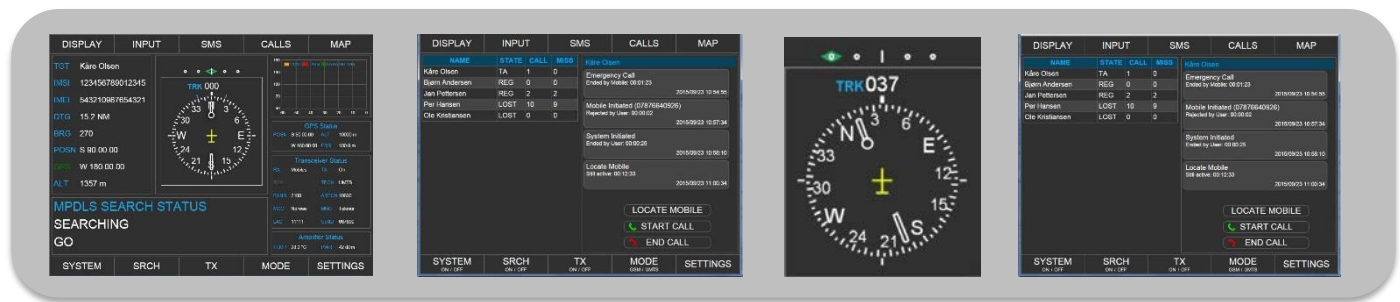 DISPLAY INPUT SMS CALLS MAP
TGT Kåre Olsen
IMSI 123456789012345
IMEI 543210987654321
DTG 15.2 NM
BRG 270
POSN S 90 00.00
GPS W 180 00.00
ALT 1357 m
TRK 000
33 3 30 6 W E 24 12 21 S 15
GPS Status
Transceiver Status
Amplifier Status
MPDLS SEARCH STATUS
SEARCHING
GO
SYSTEM SRCH TX MODE SETTINGS
DISPLAY INPUT SMS CALLS MAP
NAME STATE CALL MISS
Kåre Olsen TA 1 0
Bjørn Andersen REG 0 0
Jan Pettersen REG 2 2
Per Hansen LOST 10 9
Ole Kristiansen LOST 0 0
Kåre Olsen
Emergency Call
Ended by Mobile: 00:01:23
2015/09/23 10:54:55
Mobile Initiated (07876640926)
Rejected by User: 00:00:02
2015/09/23 10:57:34
System Initiated
Ended by User: 00:00:25
2015/09/23 10:58:10
Locate Mobile
Still active: 00:12:33
2015/09/23 11:00:34
LOCATE MOBILE
START CALL
END CALL
SYSTEM SRCH TX MODE SETTINGS
ON / OFF ON / OFF ON / OFF GSM / UMTS
TRK037
N 3 6 E 12 15 S 21 24 W 30 33
DISPLAY INPUT SMS CALLS MAP
NAME STATE CALL MISS
Kåre Olsen TA 1 0
Bjørn Andersen REG 0 0
Jan Pettersen REG 2 2
Per Hansen LOST 10 9
Ole Kristiansen LOST 0 0
Kåre Olsen
Emergency Call
Ended by Mobile: 00:01:23
2015/09/23 10:54:55
Mobile Initiated (07876640926)
Rejected by User: 00:00:02
2015/09/23 10:57:34
System Initiated
Ended by User: 00:00:25
2015/09/23 10:58:10
Locate Mobile
Still active: 00:12:33
2015/09/23 11:00:34
LOCATE MOBILE
START CALL
END CALL
SYSTEM SRCH TX MODE SETTINGS
ON / OFF ON / OFF ON / OFF GSM / UMTS